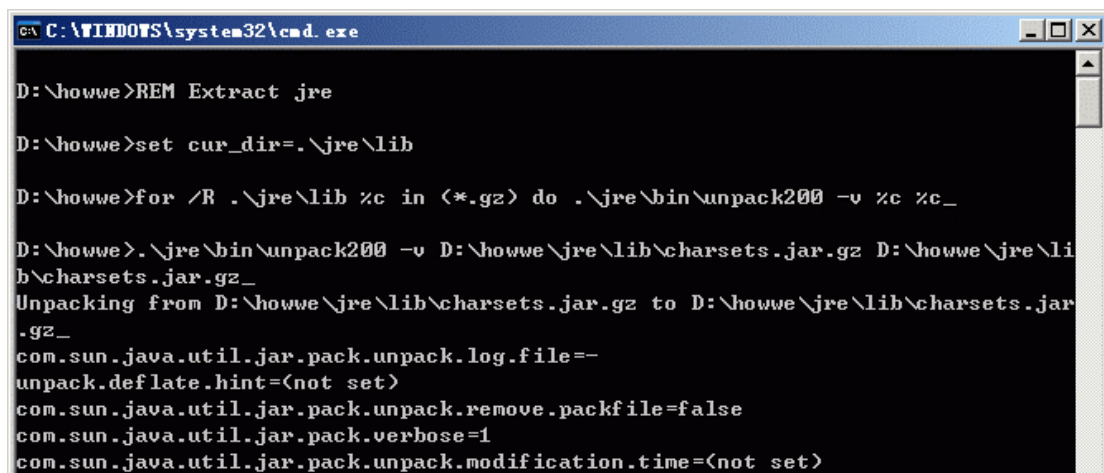 C:\WINDOWS\system32\cmd.exe
D:\howwe>REM Extract jre
D:\howwe>set cur_dir=.\jre\lib
D:\howwe>for /R .\jre\lib %c in (*.gz) do .\jre\bin\unpack200 -v %c %c_
D:\howwe>.\jre\bin\unpack200 -v D:\howwe\jre\lib\charsets.jar.gz D:\howwe\jre\li
b\charsets.jar.gz_
Unpacking from D:\howwe\jre\lib\charsets.jar.gz to D:\howwe\jre\lib\charsets.jar
.gz_
com.sun.java.util.jar.pack.unpack.log.file=-
unpack.deflate.hint=(not set)
com.sun.java.util.jar.pack.unpack.remove.packfile=false
com.sun.java.util.jar.pack.verbose=1
com.sun.java.util.jar.pack.unpack.modification.time=(not set)